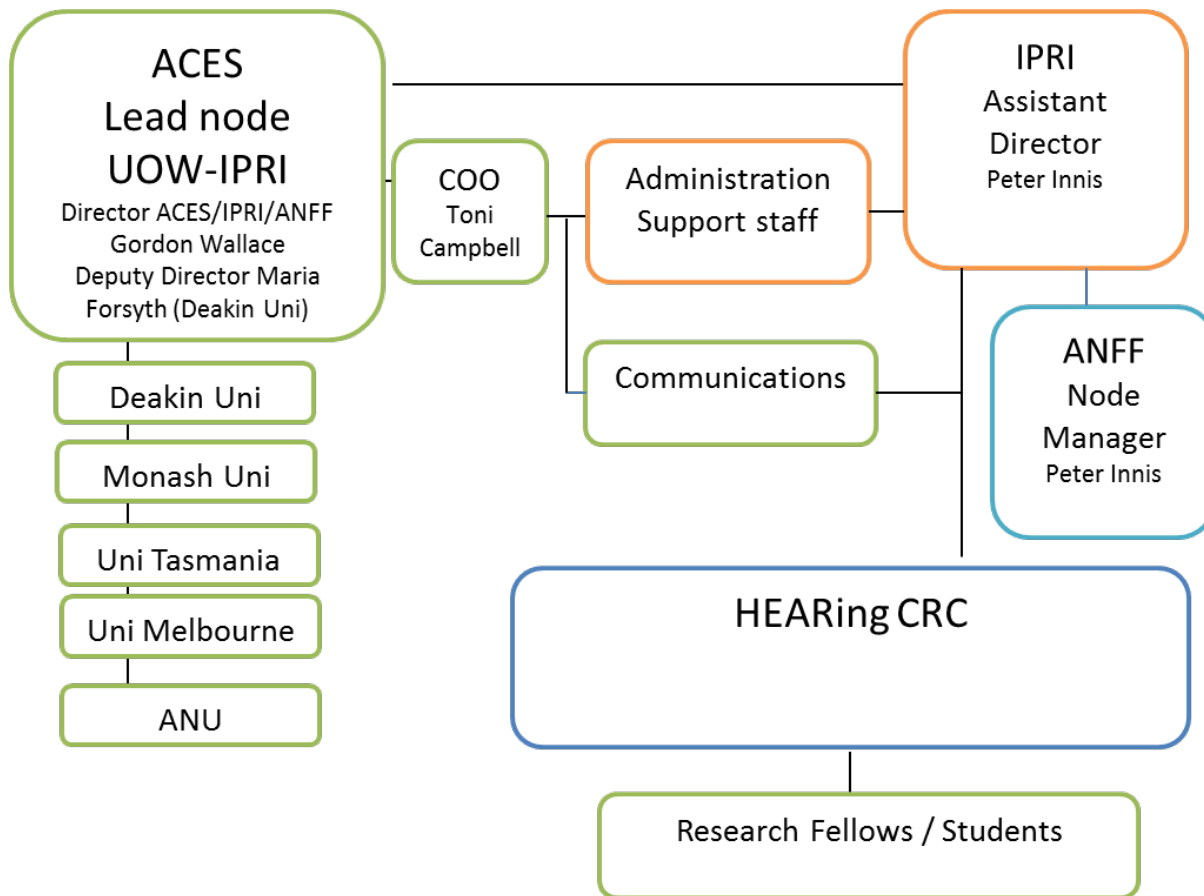 ACES
Lead node
UOW-IPRI
Director ACES/IPRI/ANFF
Gordon Wallace
Deputy Director Maria
Forsyth (Deakin Uni)
COO
Toni
Campbell
Administration
Support staff
IPRI
Assistant
Director
Peter Innis
Communications
ANFF
Node
Manager
Peter Innis
Deakin Uni
Monash Uni
Uni Tasmania
Uni Melbourne
ANU
HEARing CRC
Research Fellows / Students